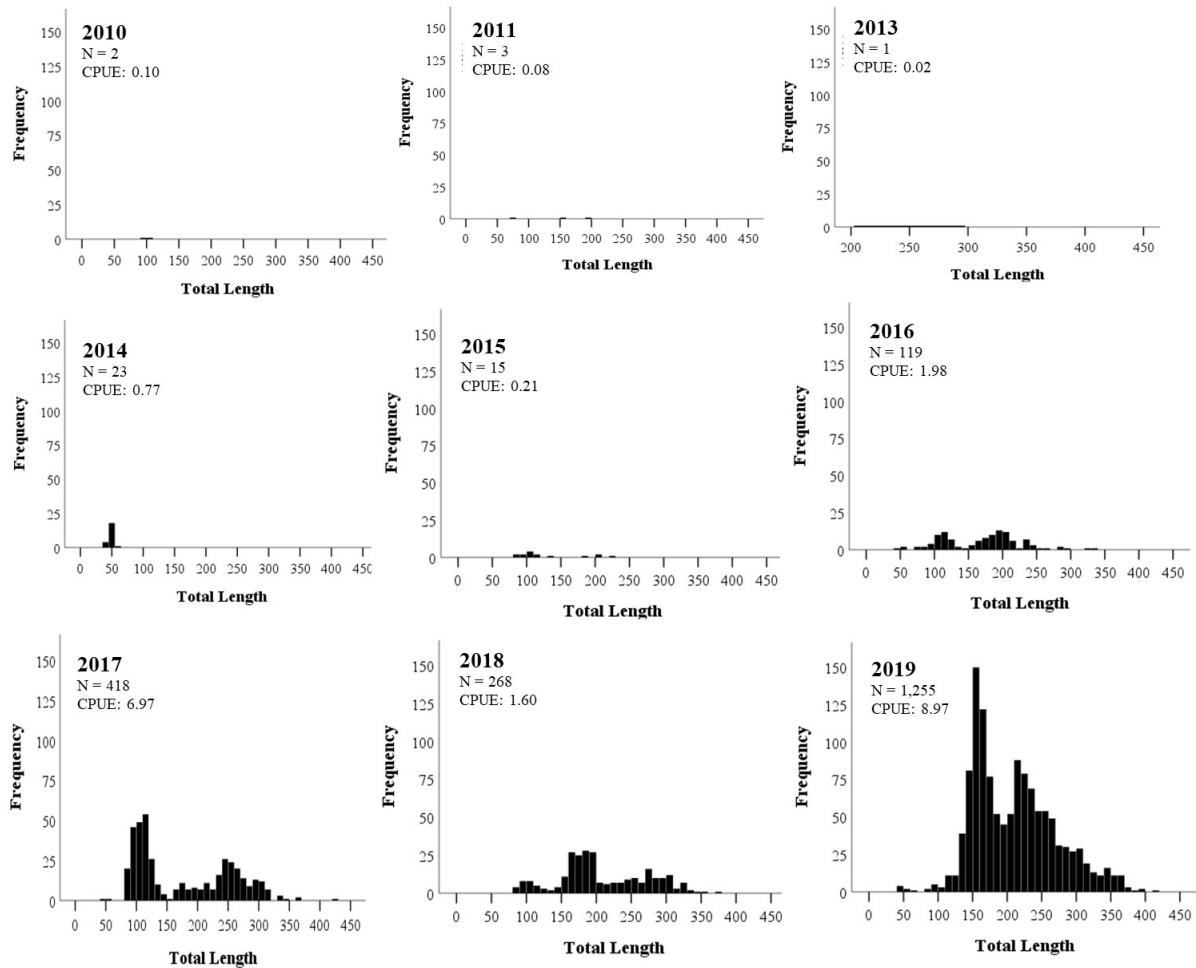 2010
N = 2
CPUE: 0.10
150
125
100
75
50
25
0
Frequency
0 50 100 150 200 250 300 350 400 450
Total Length
2011
N = 3
CPUE: 0.08
150
125
100
75
50
25
0
Frequency
0 50 100 150 200 250 300 350 400 450
Total Length
2013
N = 1
CPUE: 0.02
150
125
100
75
50
25
0
Frequency
200 250 300 350 400 450
Total Length
2014
N = 23
CPUE: 0.77
150
125
100
75
50
25
0
Frequency
0 50 100 150 200 250 300 350 400 450
Total Length
2015
N = 15
CPUE: 0.21
150
125
100
75
50
25
0
Frequency
0 50 100 150 200 250 300 350 400 450
Total Length
2016
N = 119
CPUE: 1.98
150
125
100
75
50
25
0
Frequency
0 50 100 150 200 250 300 350 400 450
Total Length
2017
N = 418
CPUE: 6.97
150
125
100
75
50
25
0
Frequency
0 50 100 150 200 250 300 350 400 450
Total Length
2018
N = 268
CPUE: 1.60
150
125
100
75
50
25
0
Frequency
0 50 100 150 200 250 300 350 400 450
Total Length
2019
N = 1,255
CPUE: 8.97
150
125
100
75
50
25
0
Frequency
0 50 100 150 200 250 300 350 400 450
Total Length